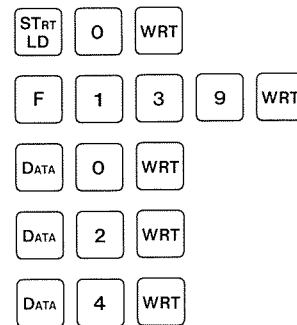 STRT LD 0 WRT
F 1 3 9 WRT
DATA 0 WRT
DATA 2 WRT
DATA 4 WRT